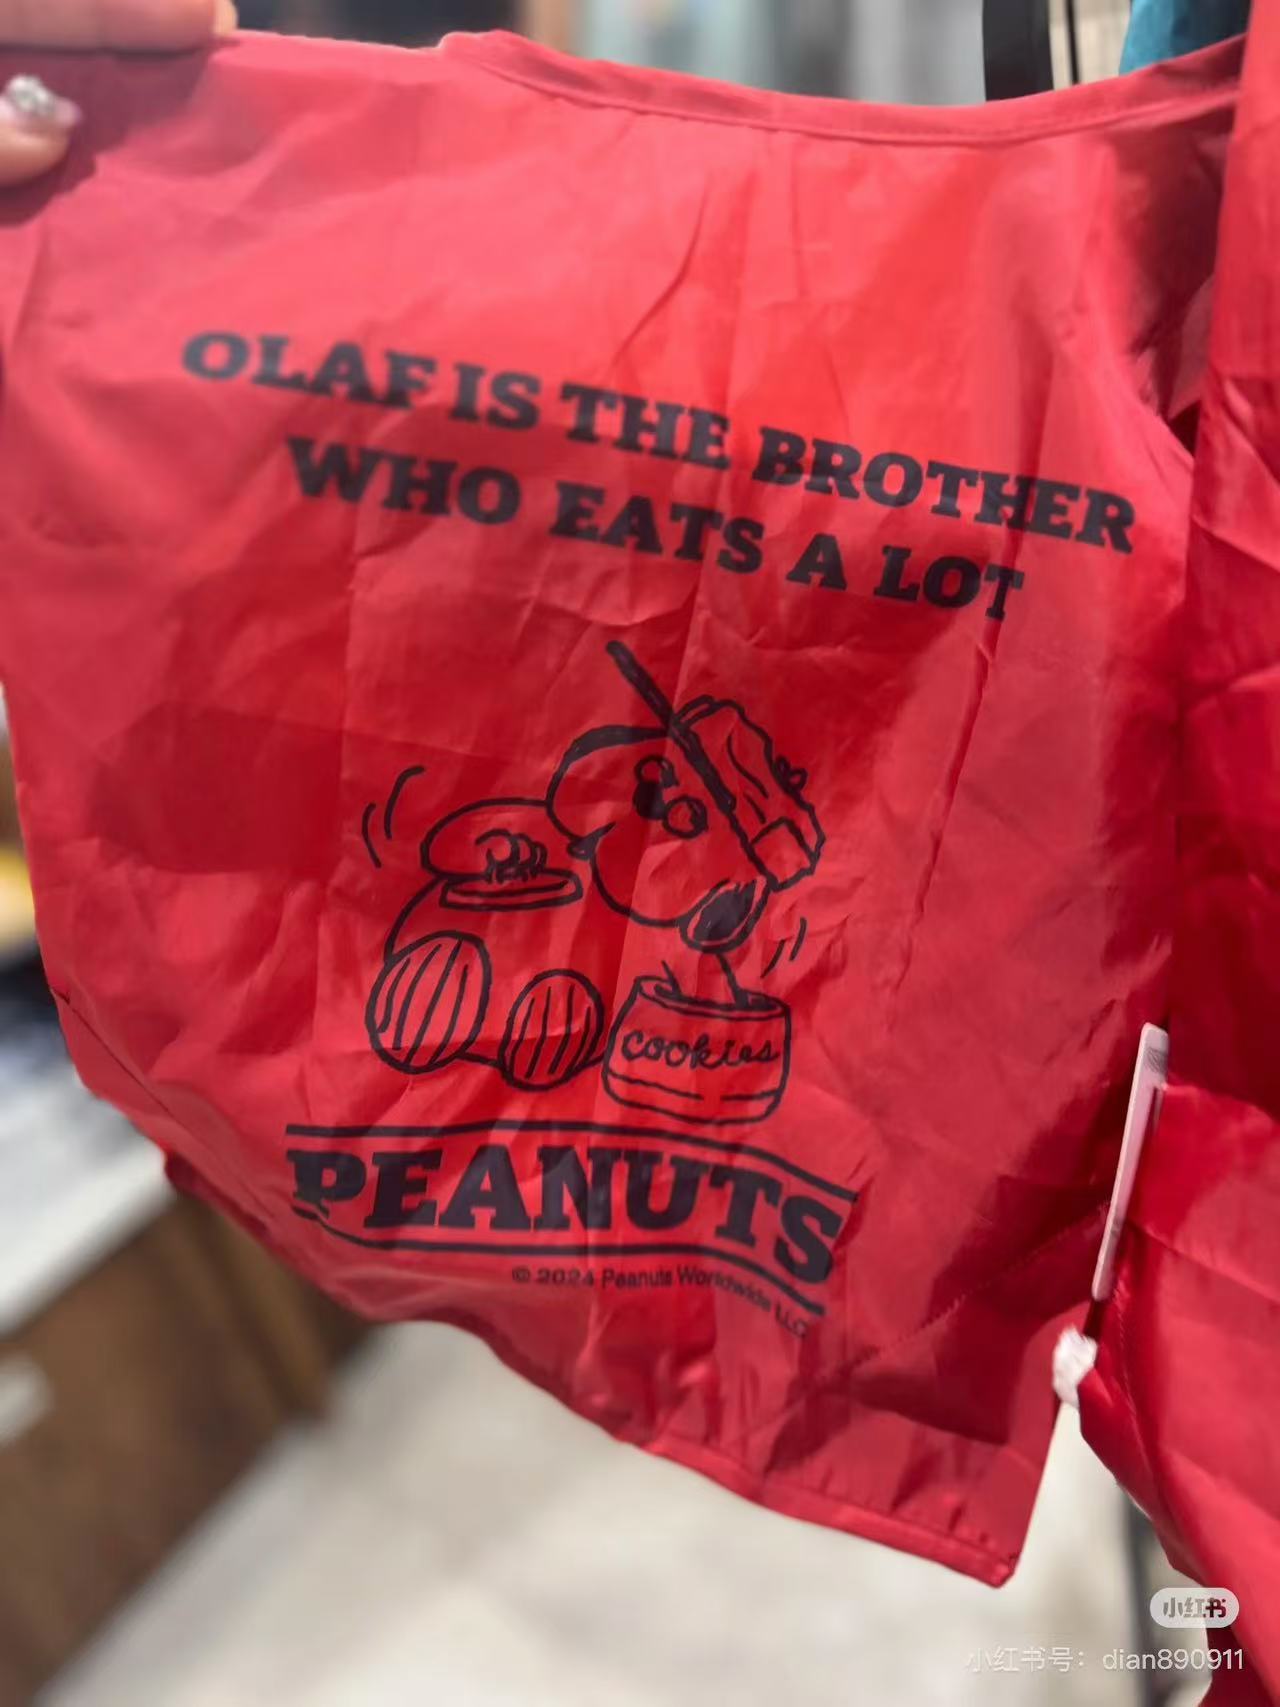 OLAF IS THE BROTHER
WHO EATS A LOT
cookies
PEANUTS
© 2024 Peanuts Worldwide LLC
小红书
小红书号：dian890911